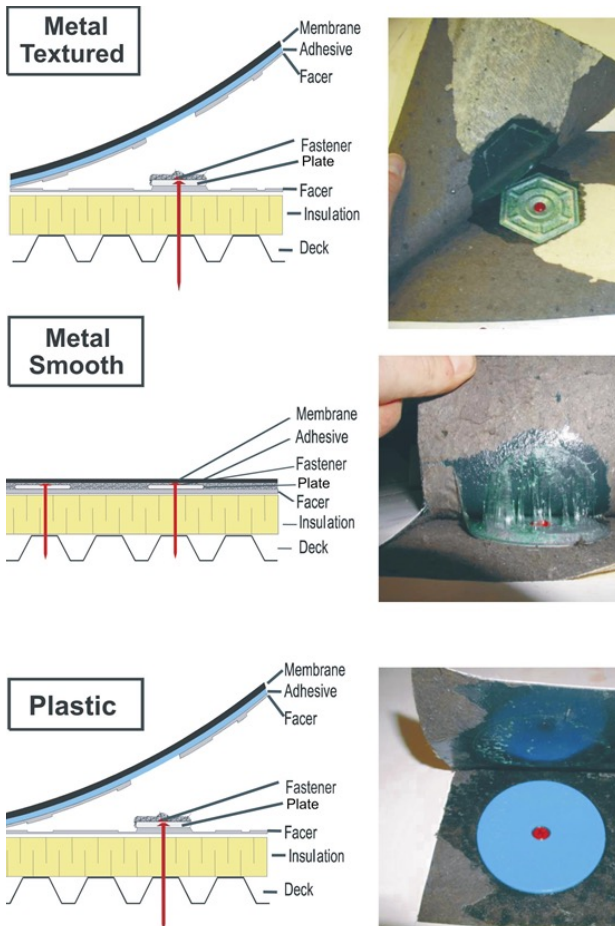 Metal
Textured
Membrane
Adhesive
Facer
Fastener
Plate
Facer
Insulation
Deck
Metal
Smooth
Membrane
Adhesive
Fastener
Plate
Facer
Insulation
Deck
Plastic
Membrane
Adhesive
Facer
Fastener
Plate
Facer
Insulation
Deck